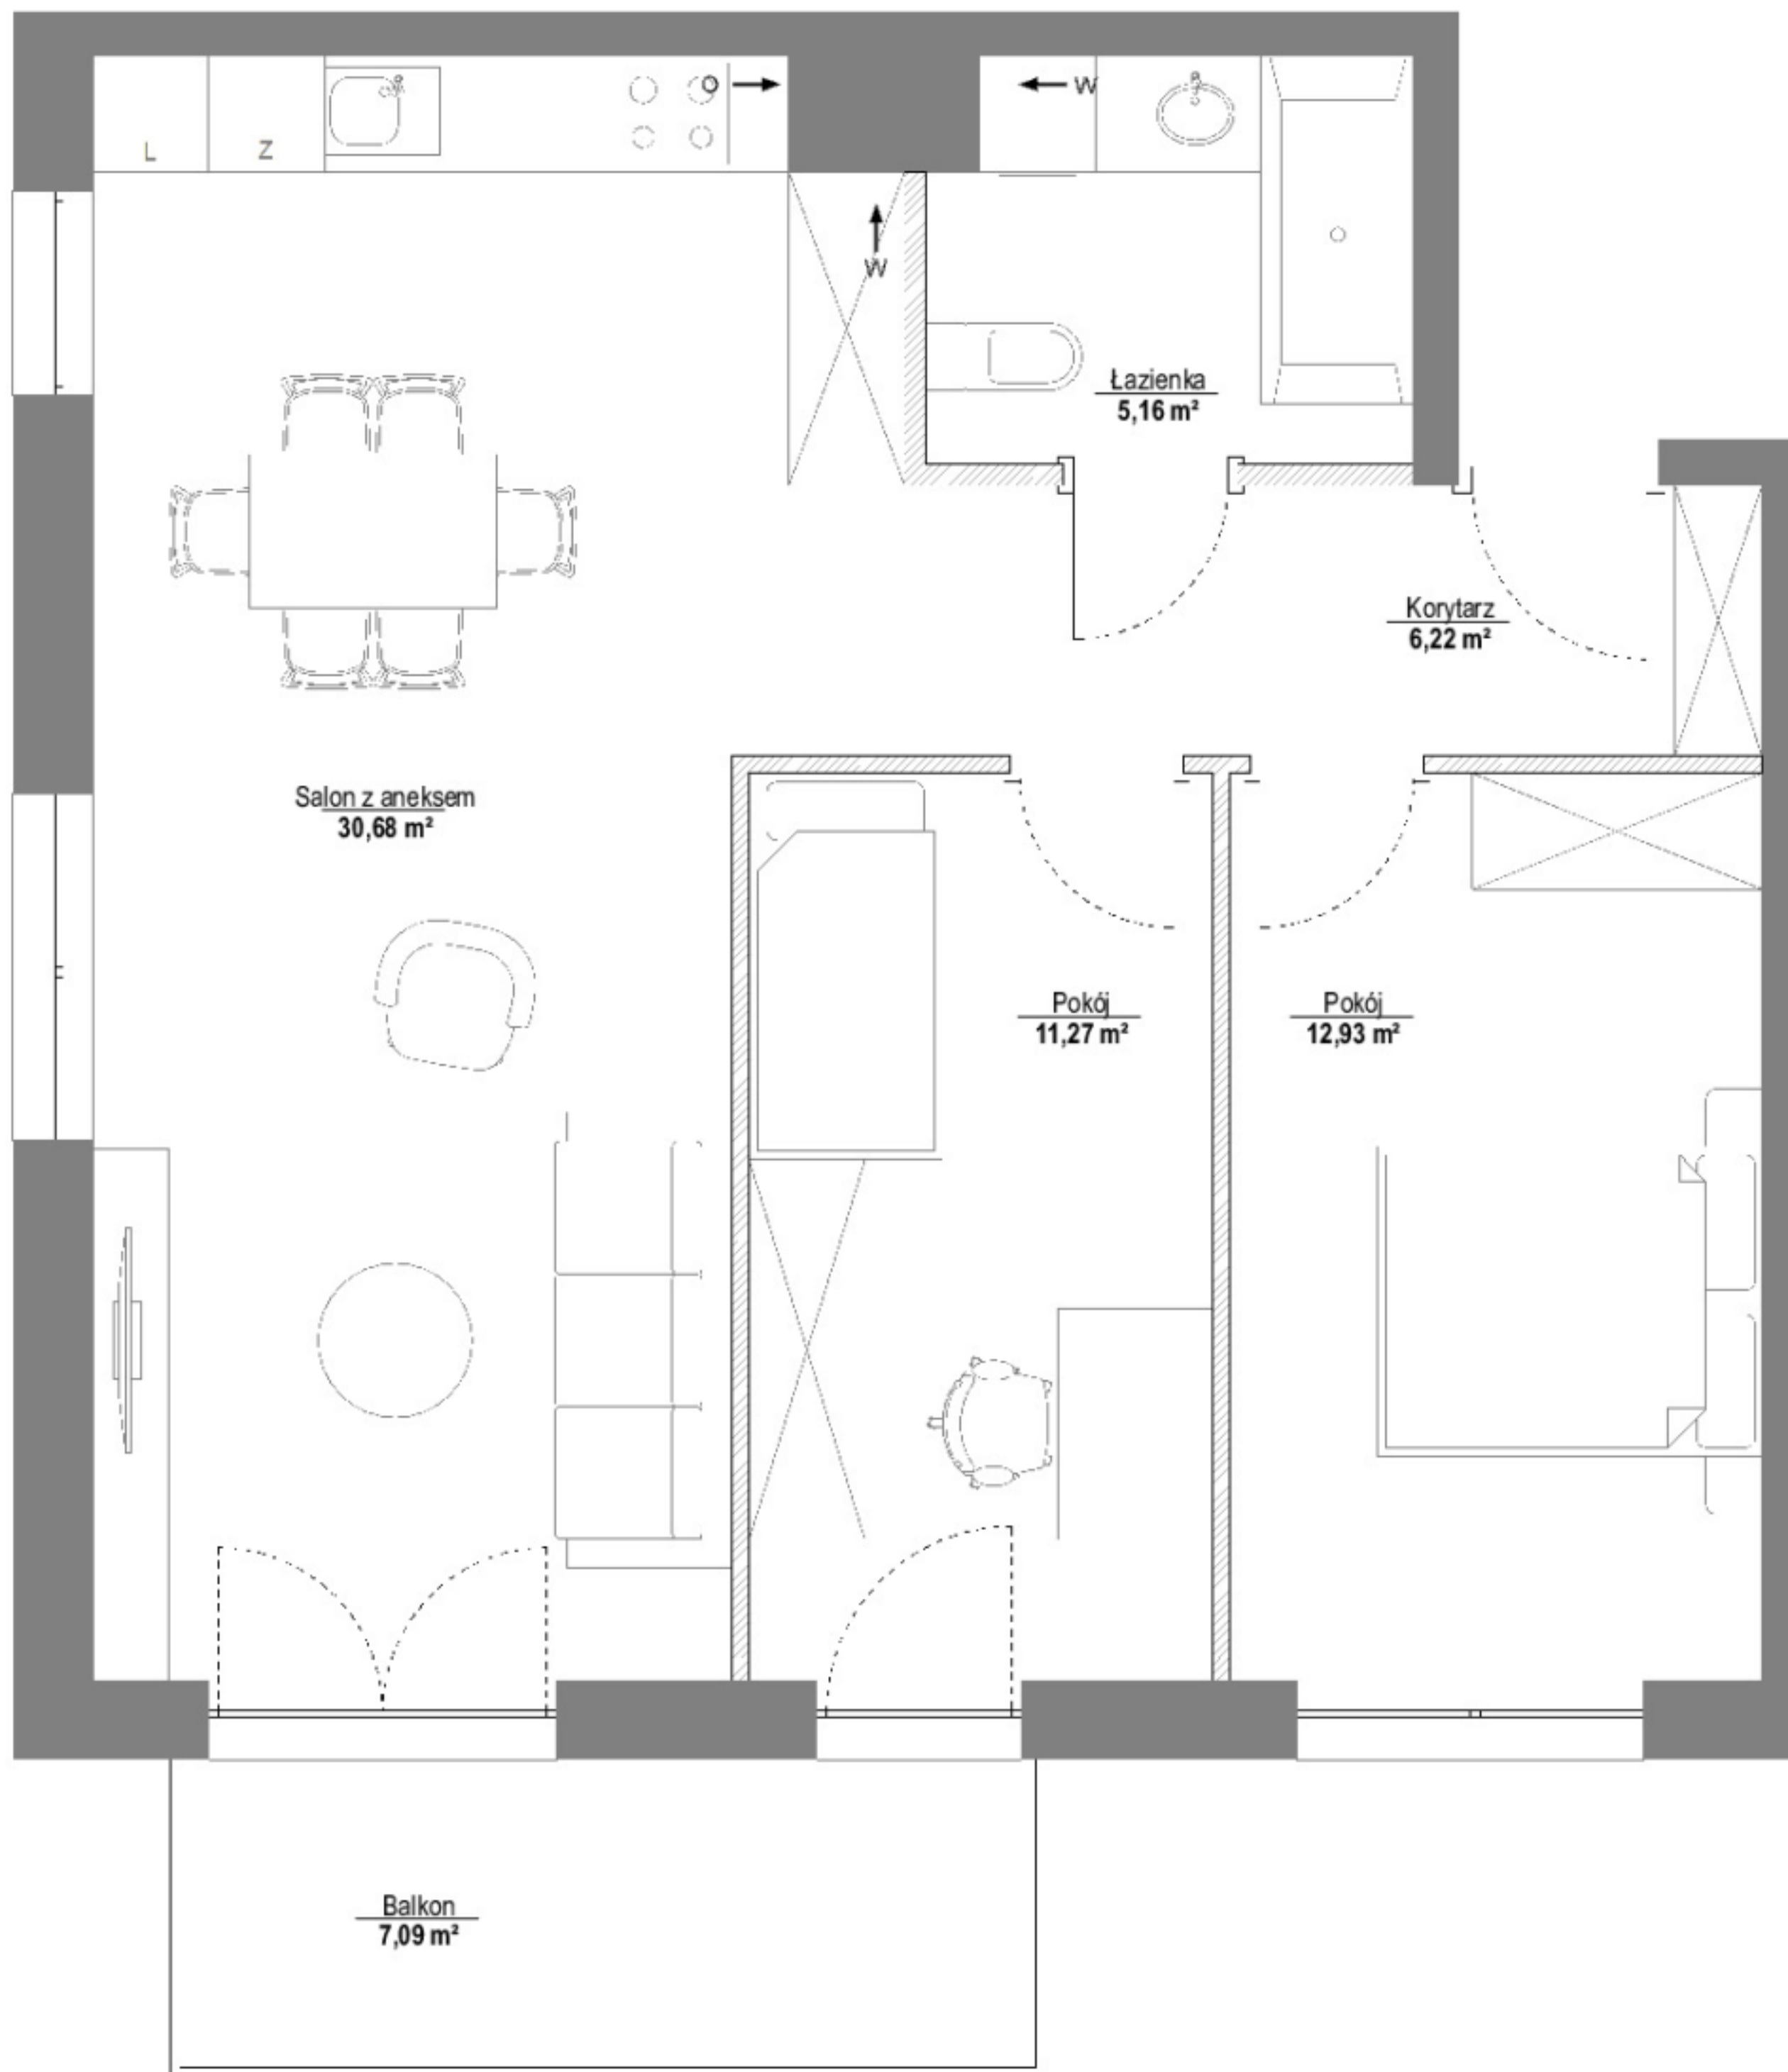 L
Z
O
W
W
Łazienka
5,16 m²
Korytarz
6,22 m²
Salon z aneksem
30,68 m²
Pokój
11,27 m²
Pokój
12,93 m²
Balkon
7,09 m²